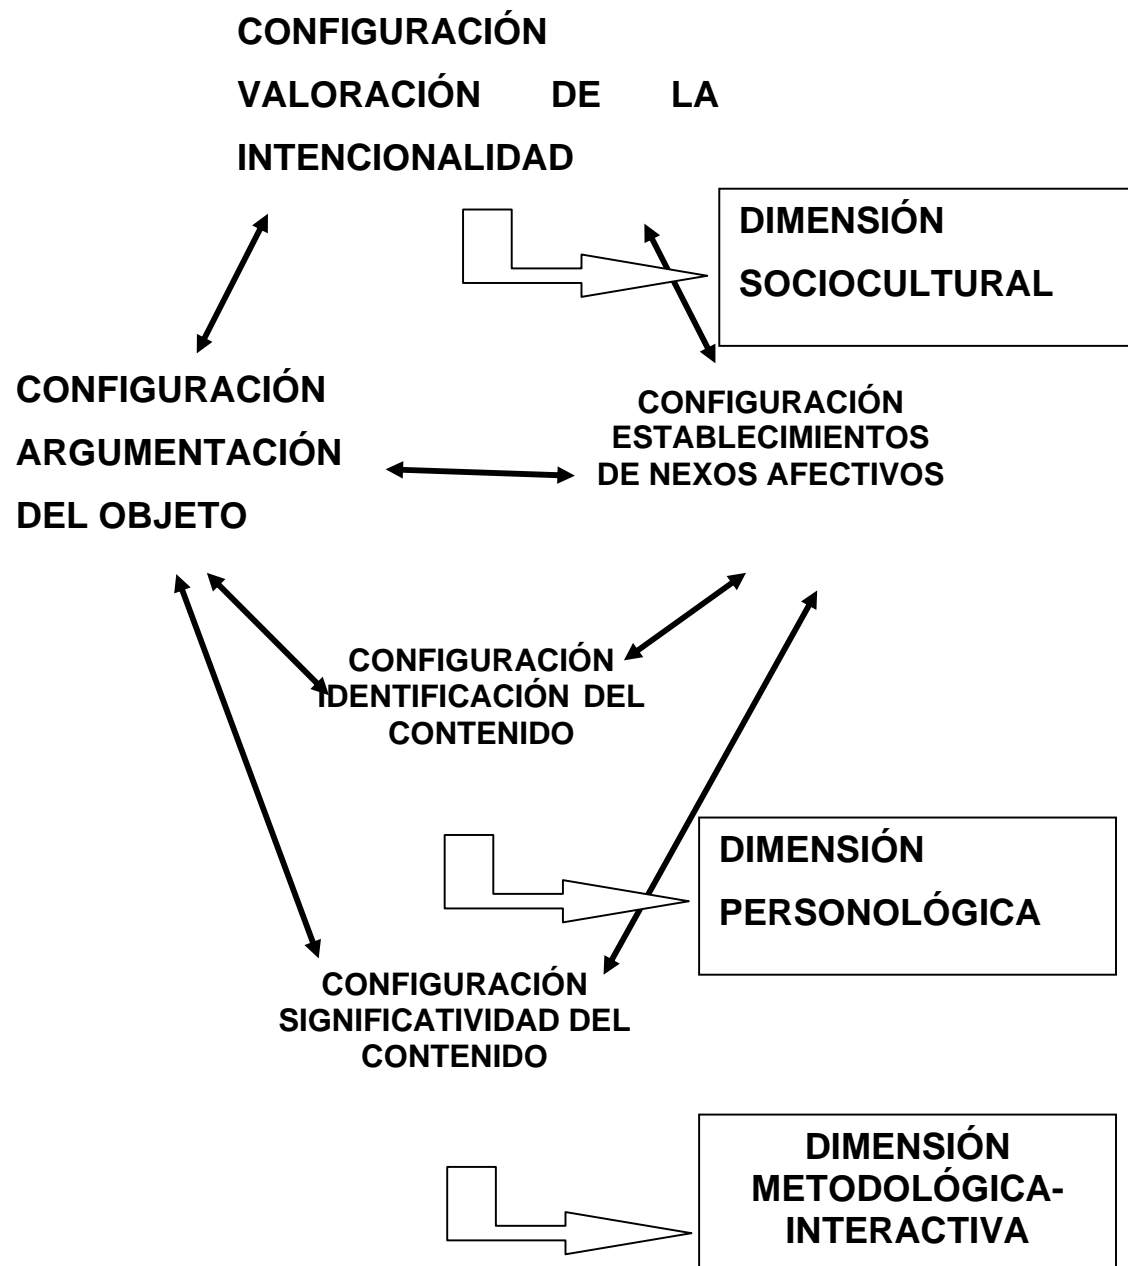 CONFIGURACIÓN
VALORACIÓN DE LA
INTENCIONALIDAD
DIMENSIÓN
SOCIOCULTURAL
CONFIGURACIÓN
ARGUMENTACIÓN
DEL OBJETO
CONFIGURACIÓN
ESTABLECIMIENTOS
DE NEXOS AFECTIVOS
CONFIGURACIÓN
IDENTIFICACIÓN DEL
CONTENIDO
DIMENSIÓN
PERSONOLÓGICA
CONFIGURACIÓN
SIGNIFICATIVIDAD DEL
CONTENIDO
DIMENSIÓN
METODOLÓGICA-
INTERACTIVA